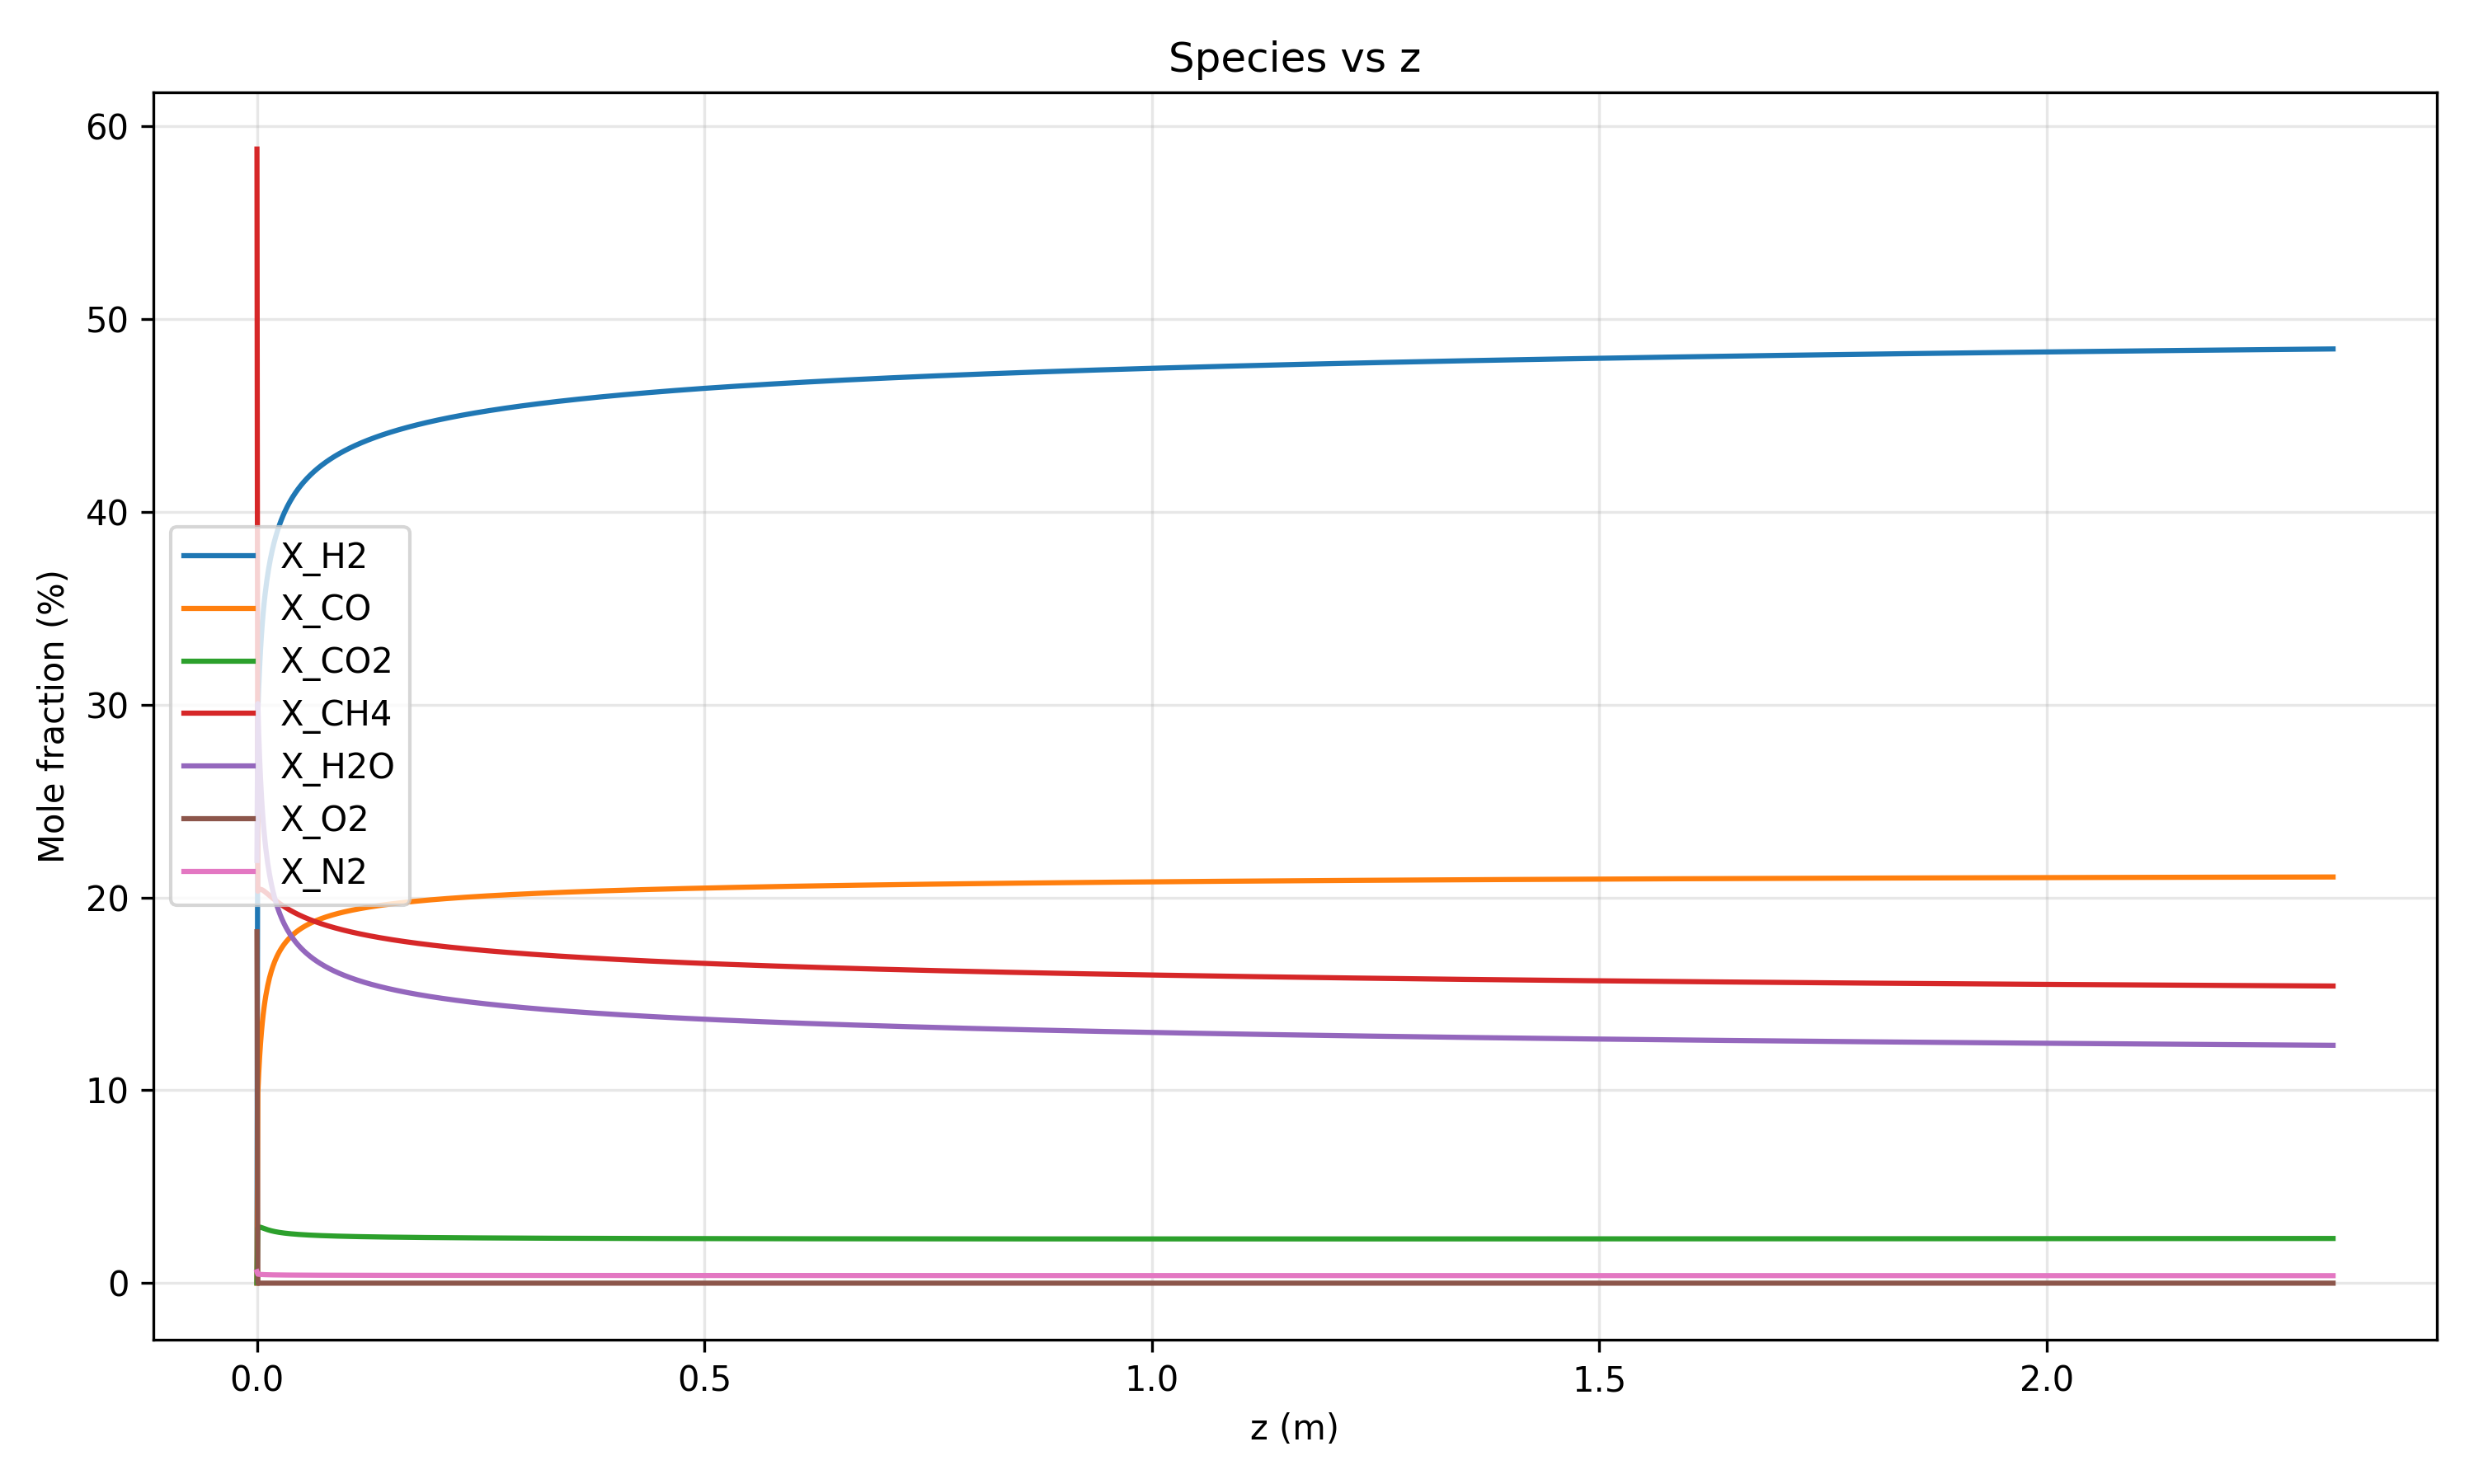 Species vs z
Mole fraction (%)
60
50
40
30
20
10
0
X_H2
X_CO
X_CO2
X_CH4
X_H2O
X_O2
X_N2
0.0 0.5 1.0 1.5 2.0
z (m)